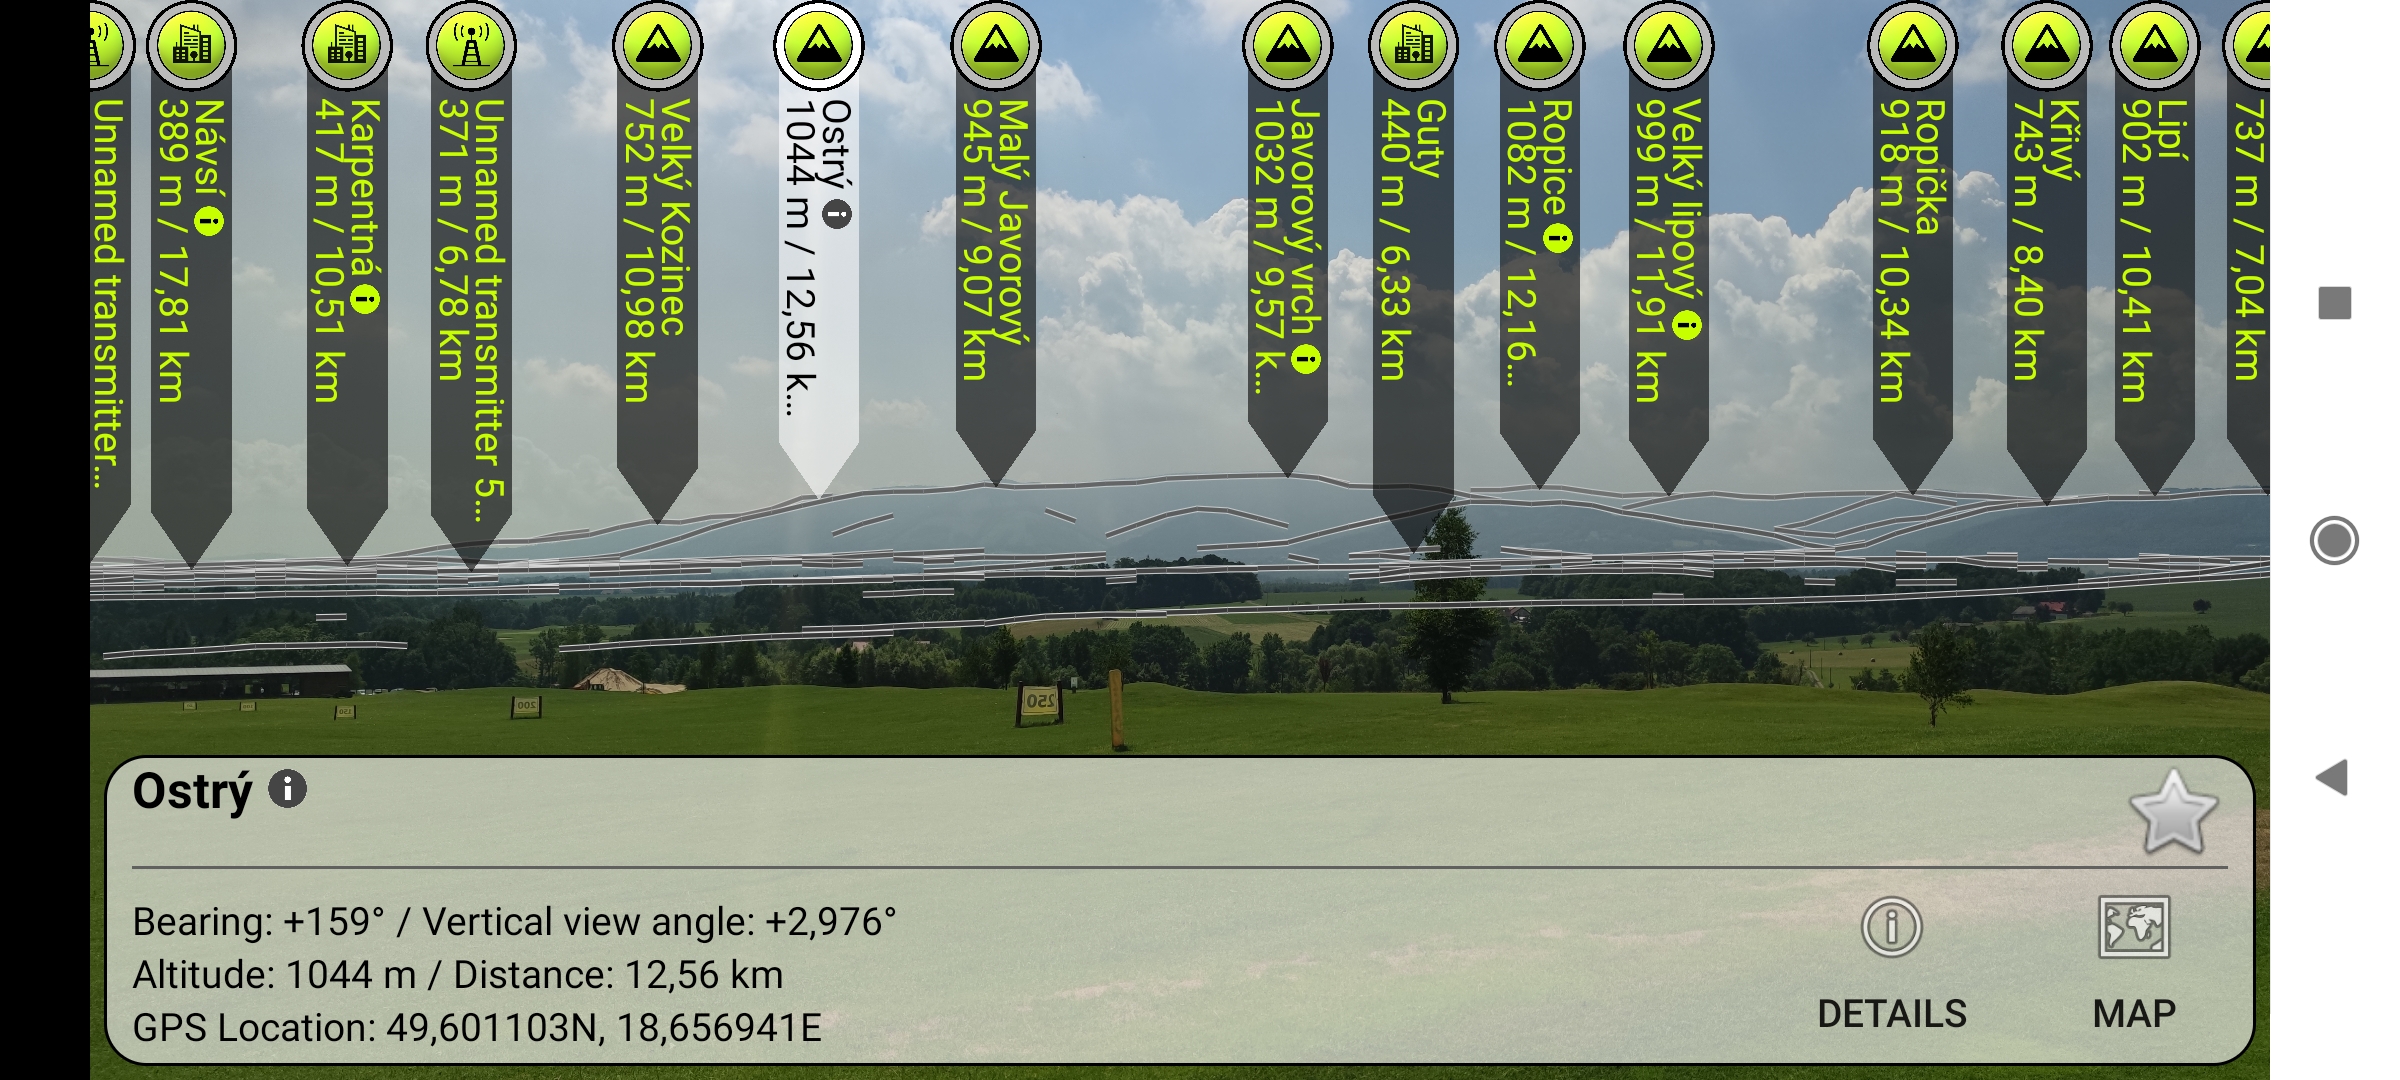 Unnamed transmitter...
Návsí
389 m / 17,81 km
Karpentná
417 m / 10,51 km
Unnamed transmitter 5...
371 m / 6,78 km
Velký Kozinec
752 m / 10,98 km
Ostrý
1044 m / 12,56 k...
Malý Javorový
945 m / 9,07 km
Javorový vrch
1032 m / 9,57 k...
Guty
440 m / 6,33 km
Ropice
1082 m / 12,16...
Velký lipový
999 m / 11,91 km
Ropička
918 m / 10,34 km
Křivý
743 m / 8,40 km
Lipí
902 m / 10,41 km
737 m / 7,04 km
150
200
250
Ostrý
Bearing: +159° / Vertical view angle: +2,976°
Altitude: 1044 m / Distance: 12,56 km
GPS Location: 49,601103N, 18,656941E
DETAILS
MAP